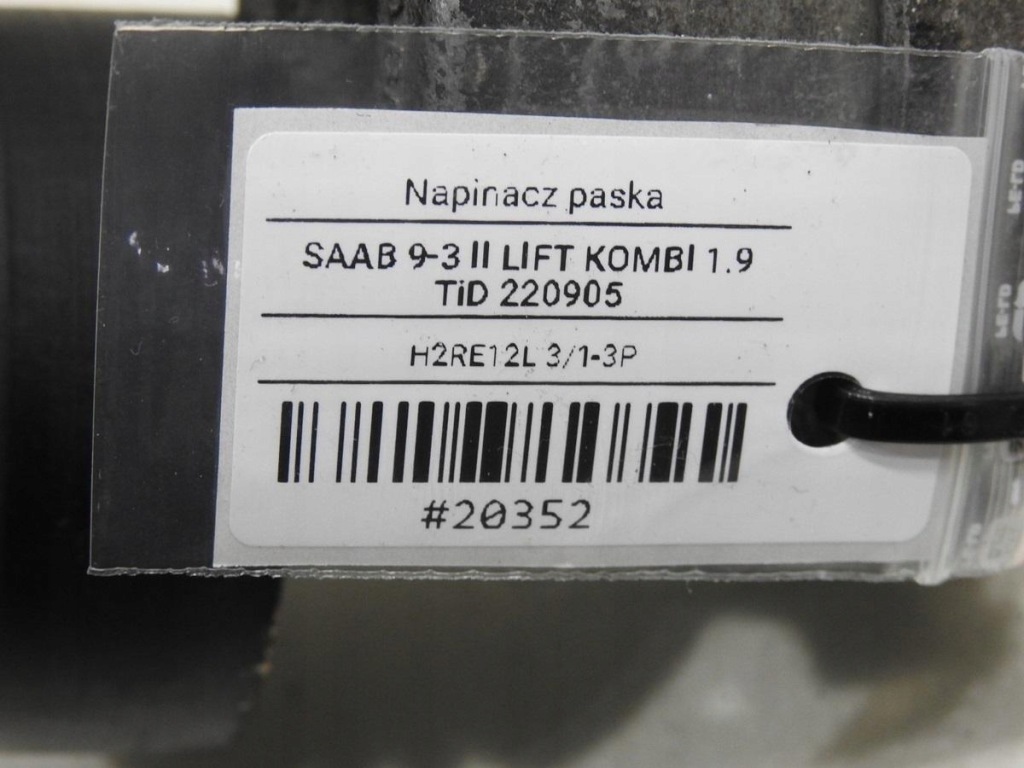 Napinacz paska
SAAB 9-3 II LIFT KOMBI 1.9
TiD 220905
H2RE12L 3/1-3P
#20352